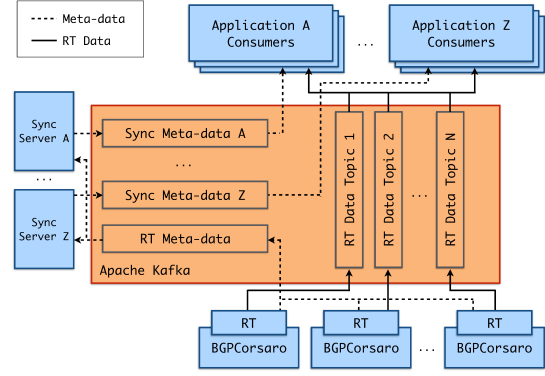 Meta-data
RT Data
Application A
Consumers
...
Application Z
Consumers
Sync
Server A
...
Sync
Server Z
Sync Meta-data A
...
Sync Meta-data Z
RT Meta-data
Apache Kafka
RT Data Topic 1
RT Data Topic 2
...
RT Data Topic N
RT
BGPCorsaro
RT
BGPCorsaro
...
RT
BGPCorsaro